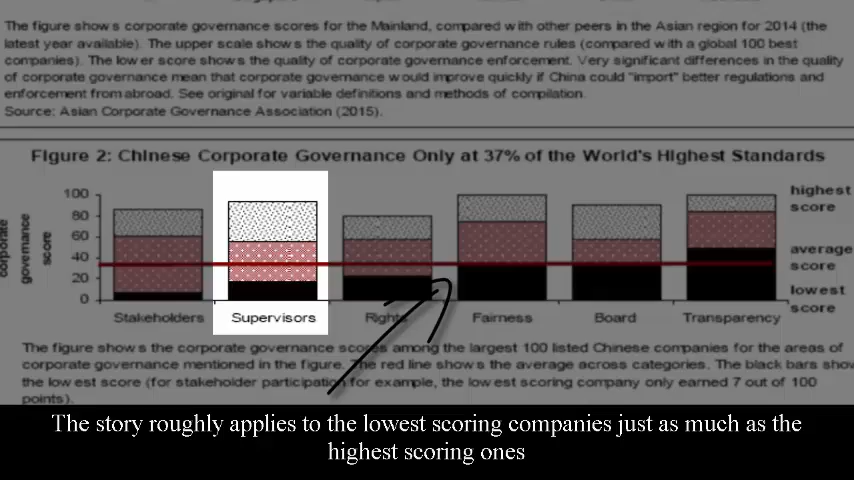 The figure shows corporate governance scores for the Mainland, compared with other peers in the Asian region for 2014 (the
latest year available). The upper scale shows the quality of corporate governance rules (compared with a global 100 best
companies). The lower score shows the quality of corporate governance enforcement. Very significant differences in the quality
of corporate governance mean that corporate governance would improve quickly if China could "import" better regulations and
enforcement from abroad. See original for variable definitions and methods of compilation.
Source: Asian Corporate Governance Association (2015).
Figure 2: Chinese Corporate Governance Only at 37% of the World's Highest Standards
corporate
governance
score
100
80
60
40
20
0
highest
score
average
score
lowest
score
Stakeholders Supervisors Rights Fairness Board Transparency
The figure shows the corporate governance scores among the largest 100 listed Chinese companies for the areas of
corporate governance mentioned in the figure. The red line shows the average across categories. The black bars show
the lowest score (for stakeholder participation for example, the lowest scoring company only earned 7 out of 100
points).
The story roughly applies to the lowest scoring companies just as much as the
highest scoring ones